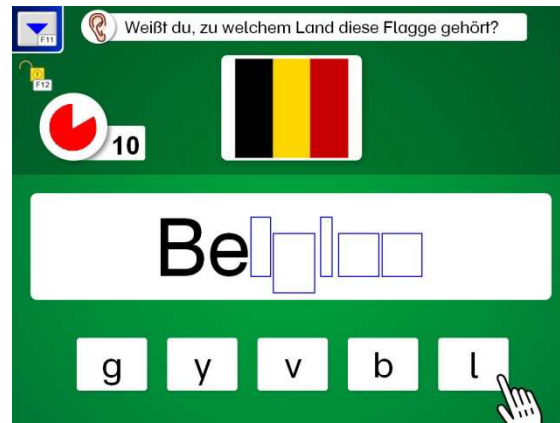 Weißt du, zu welchem Land diese Flagge gehört?
F11
F12
10
Be
g y v b l